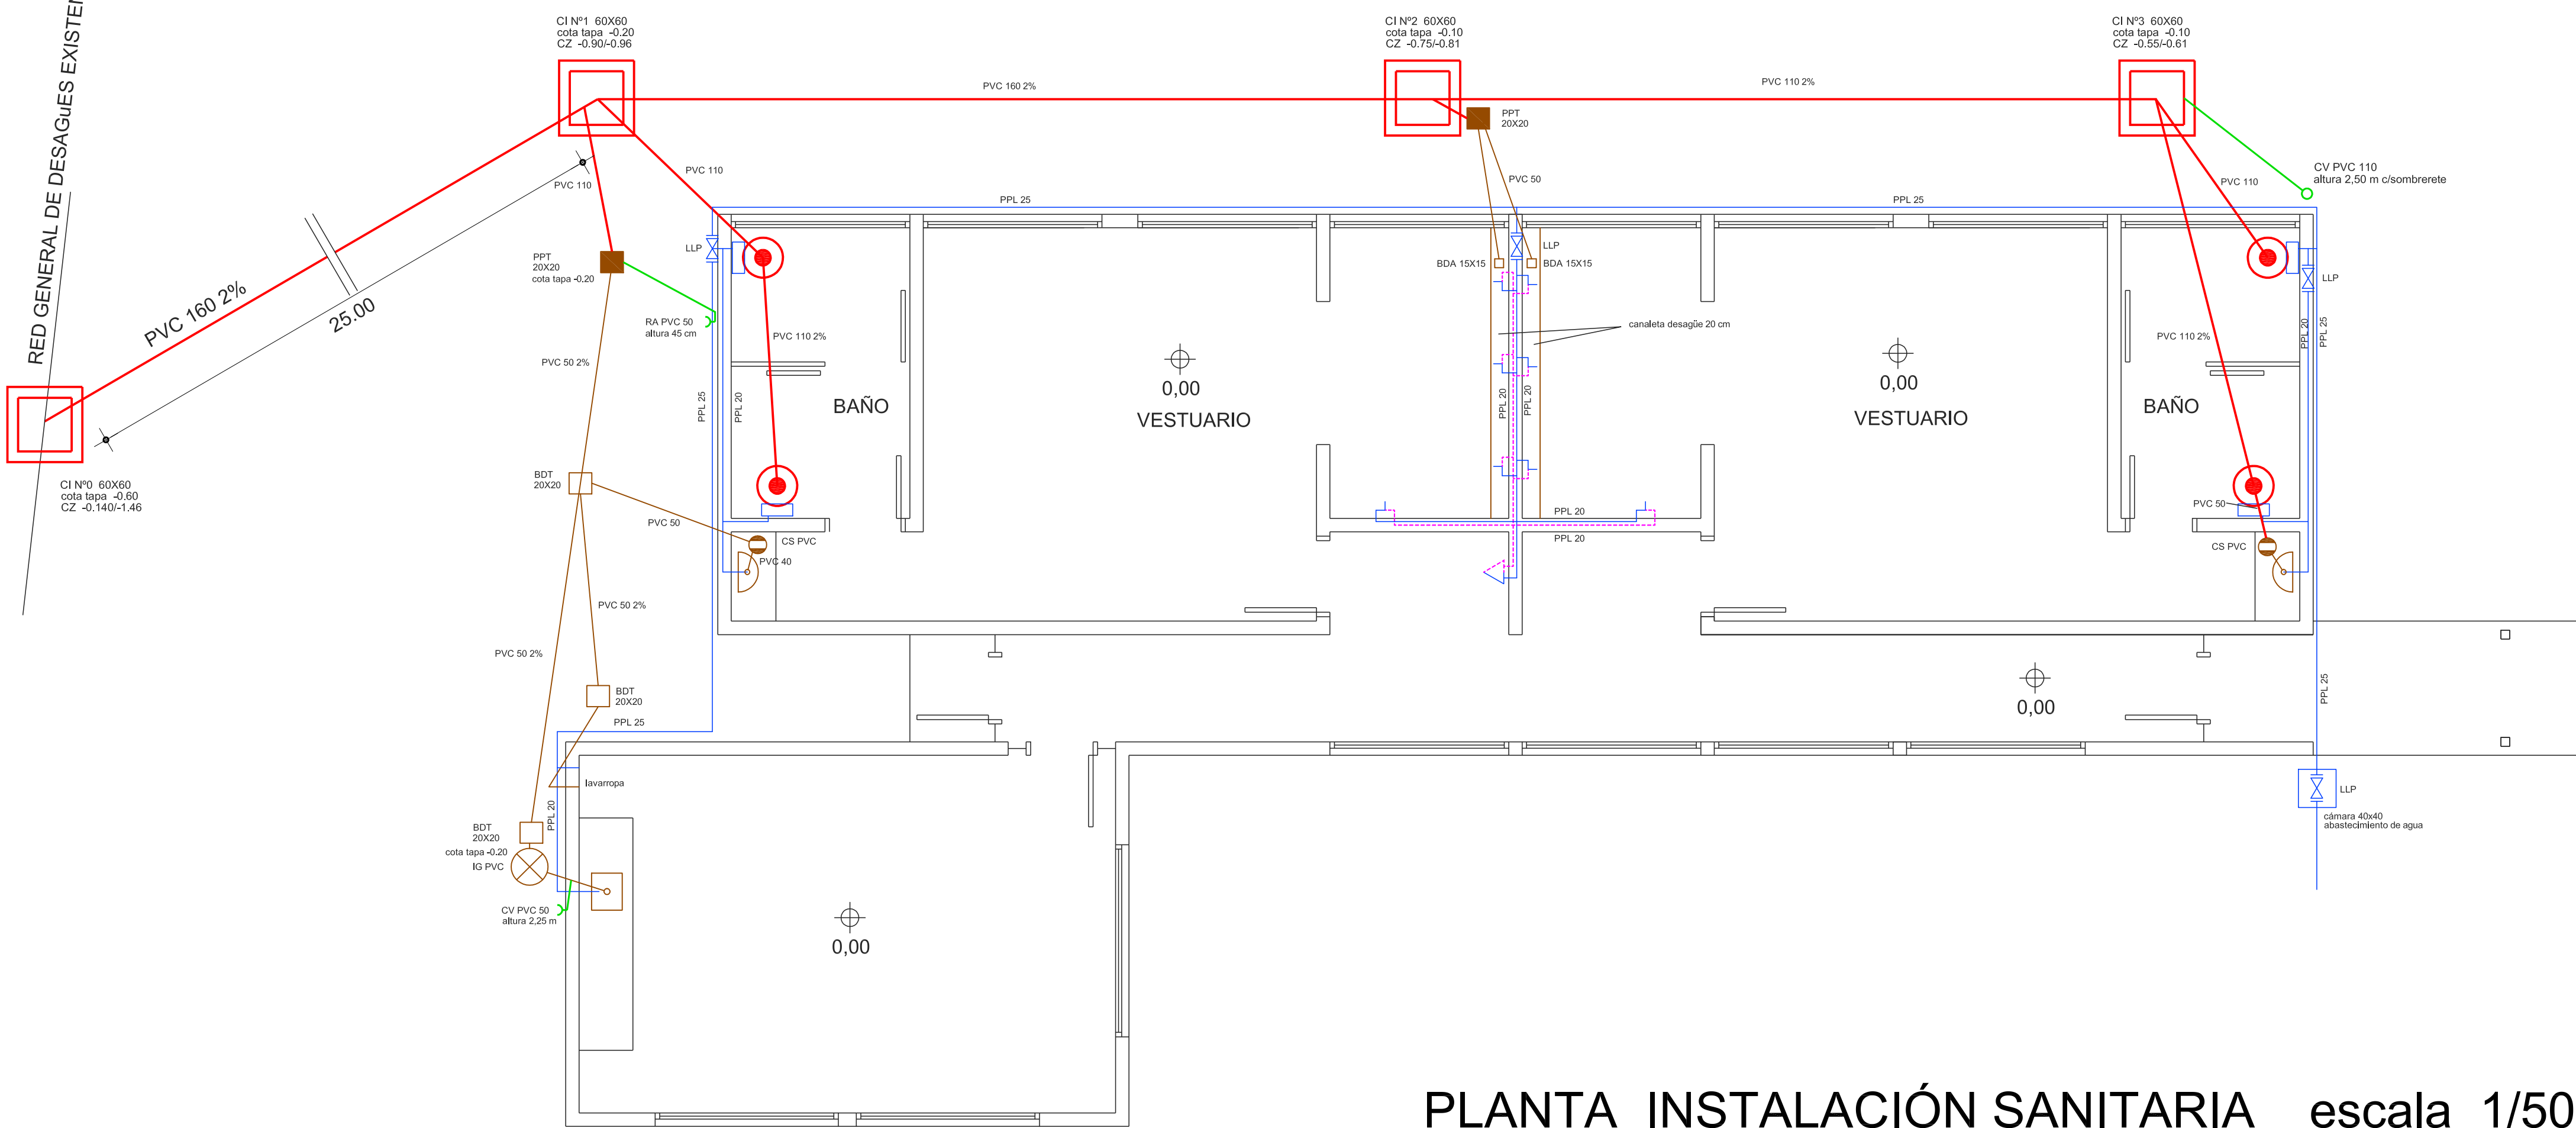 RED GENERAL DE DESAGuES
CI Nº1 60X60
cota tapa -0.20
CZ -0.90/-0.96
CI Nº2 60X60
cota tapa -0.10
CZ -0.75/-0.81
CI Nº3 60X60
cota tapa -0.10
CZ -0.55/-0.61
PVC 160 2%
PVC 110 2%
PPT
20X20
PVC 110
PVC 110
PVC 50
CV PVC 110
altura 2,50 m c/sombrerete
PVC 110
PPL 25
PPL 25
LLP
LLP
LLP
PPT
20X20
cota tapa -0.20
BDA 15X15
BDA 15X15
PVC 160 2%
25.00
RA PVC 50
altura 45 cm
PVC 110 2%
canaleta desagüe 20 cm
PVC 110 2%
PPL 20
PPL 25
PVC 50 2%
0,00
0,00
PPL 25
PPL 20
BAÑO
VESTUARIO
PPL 20
PPL 20
VESTUARIO
BAÑO
CI Nº0 60X60
cota tapa -0.60
CZ -0.140/-1.46
BDT
20X20
PVC 50
PVC 50
PPL 20
PPL 20
CS PVC
PVC 40
CS PVC
PVC 50 2%
PVC 50 2%
BDT
20X20
PPL 25
0,00
PPL 25
lavarropa
PPL 20
LLP
cámara 40x40
abastecimiento de agua
BDT
20X20
cota tapa -0.20
IG PVC
CV PVC 50
altura 2,25 m
0,00
PLANTA INSTALACIÓN SANITARIA escala 1/50